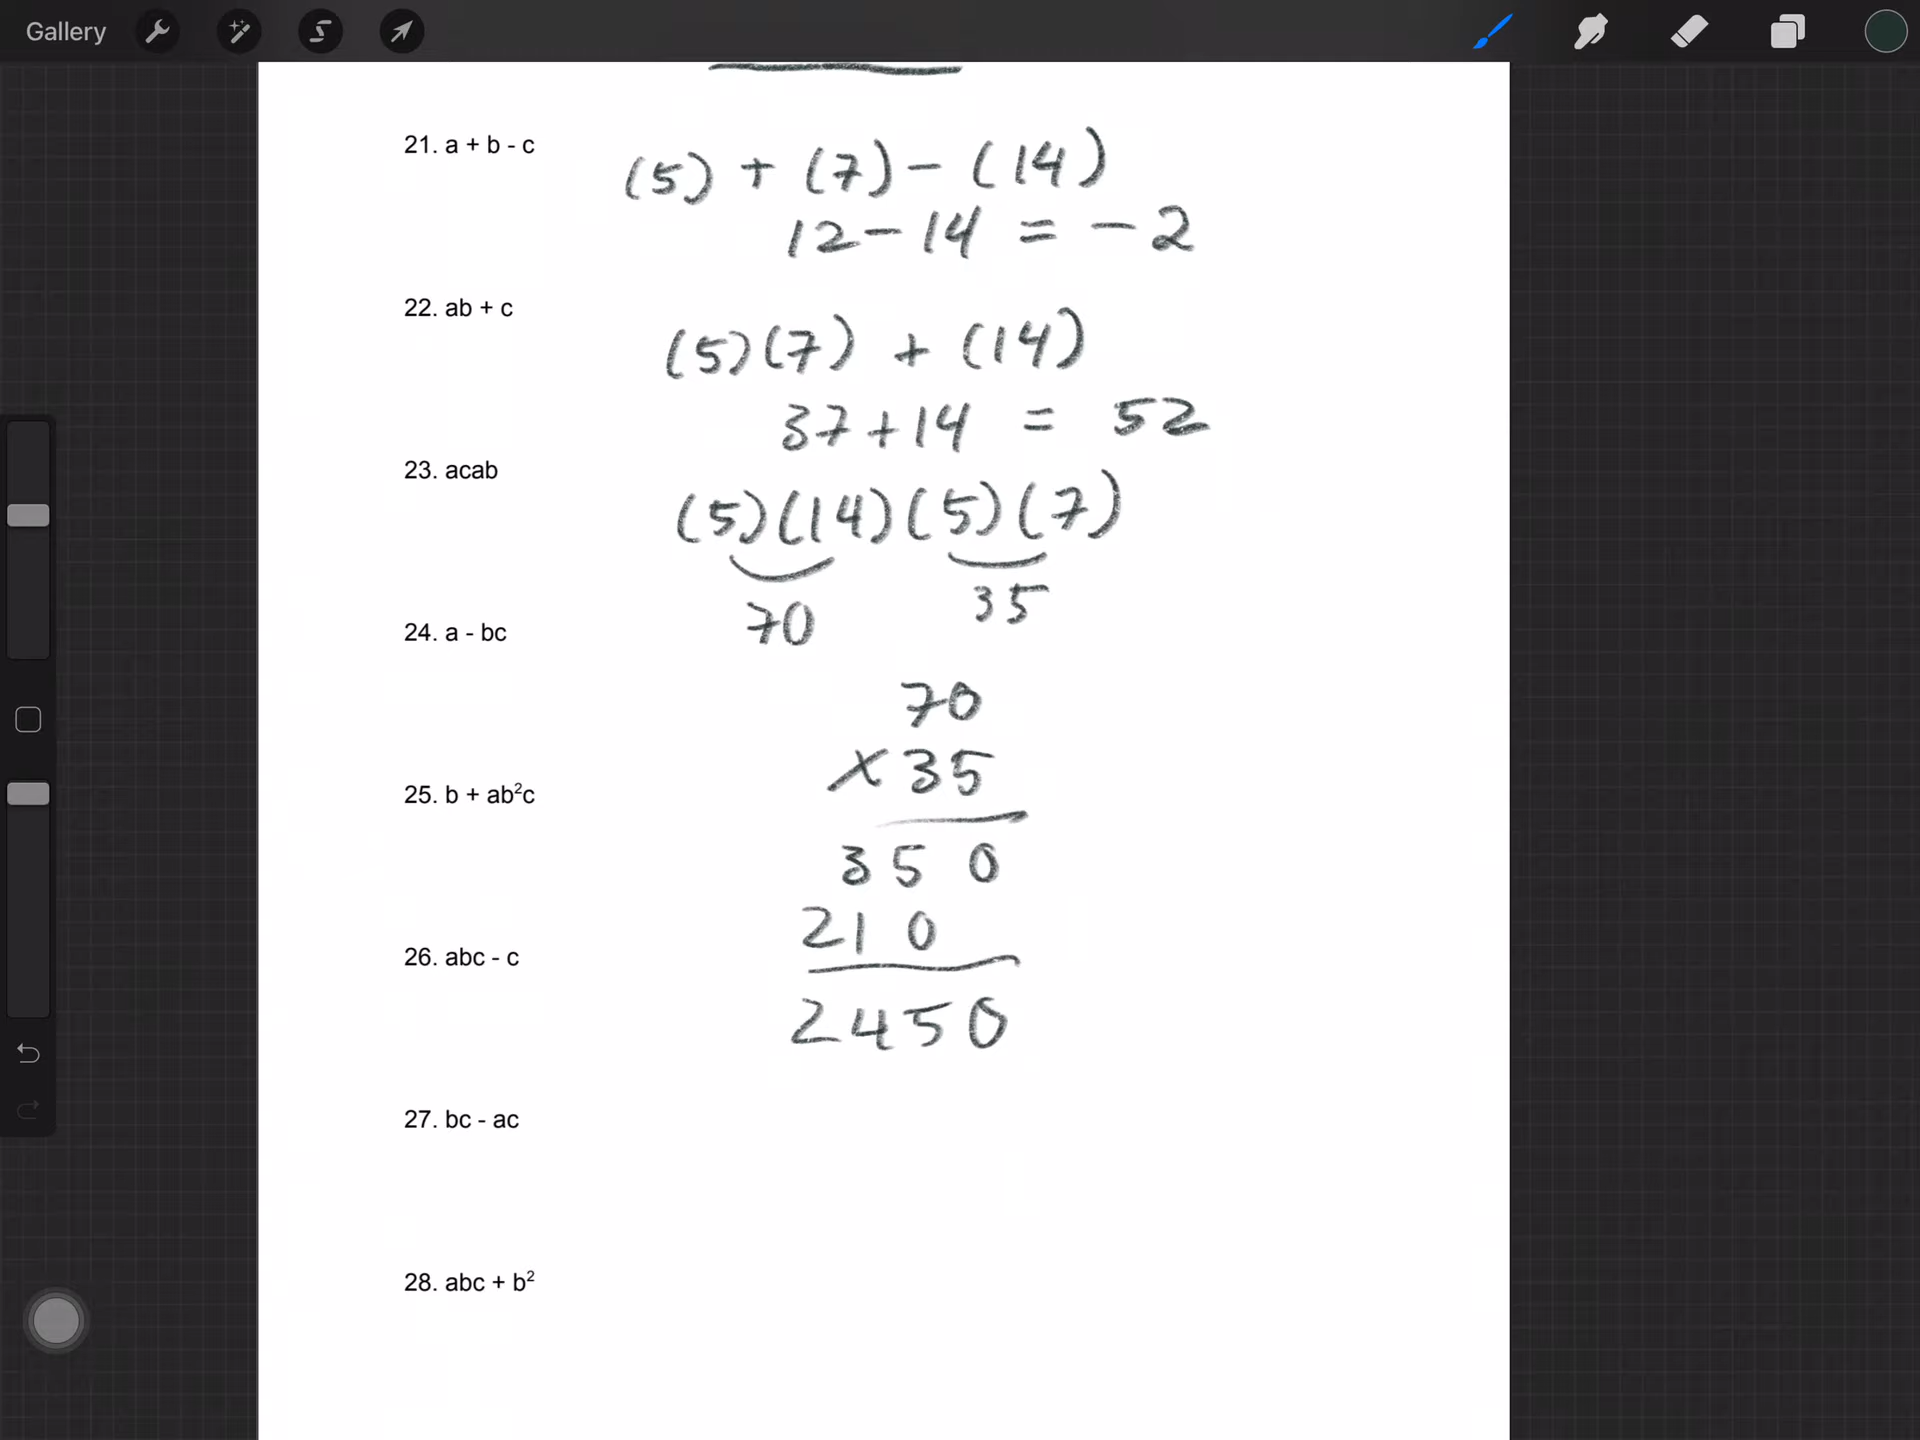 Gallery
21. a + b - c
(5) + (7) - (14)
12 - 14 = -2
22. ab + c
(5)(7) + (14)
37 + 14 = 52
23. acab
(5)(14)(5)(7)
70 35
24. a - bc
70
x 35
25. b + ab²c
350
210
26. abc - c
2450
27. bc - ac
28. abc + b²